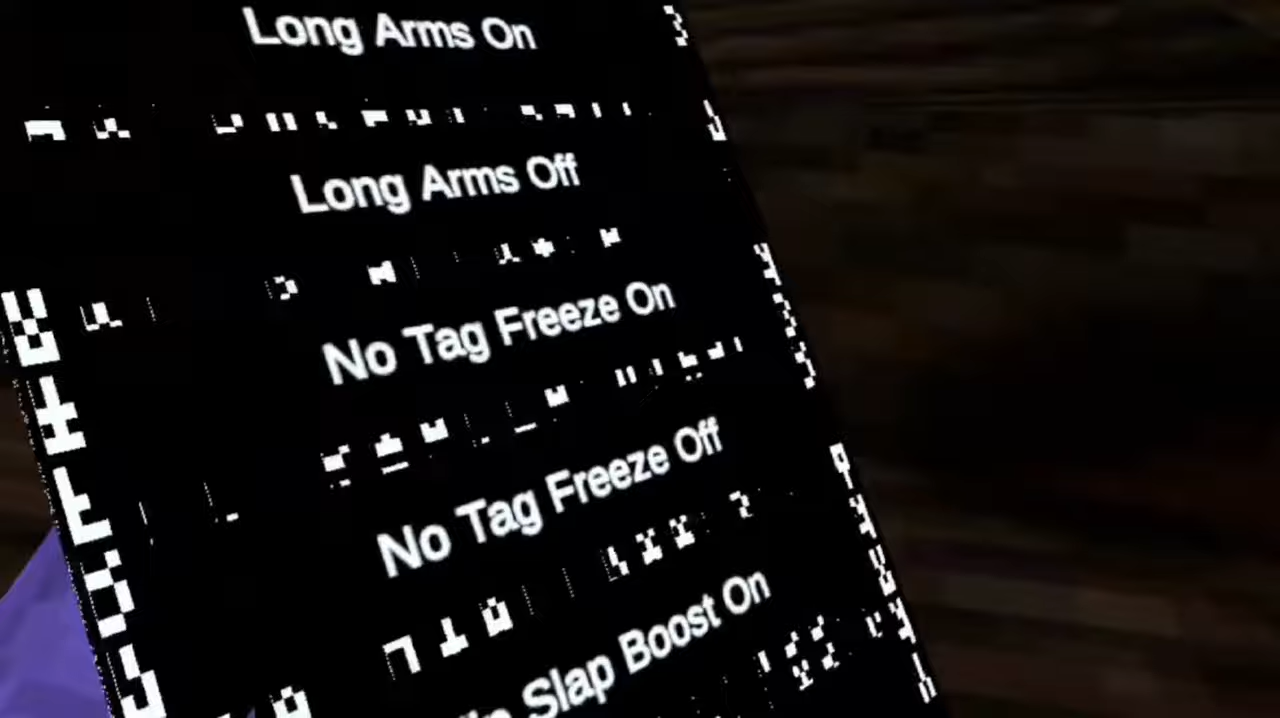 Long Arms On
Long Arms Off
No Tag Freeze On
No Tag Freeze Off
Slap Boost On